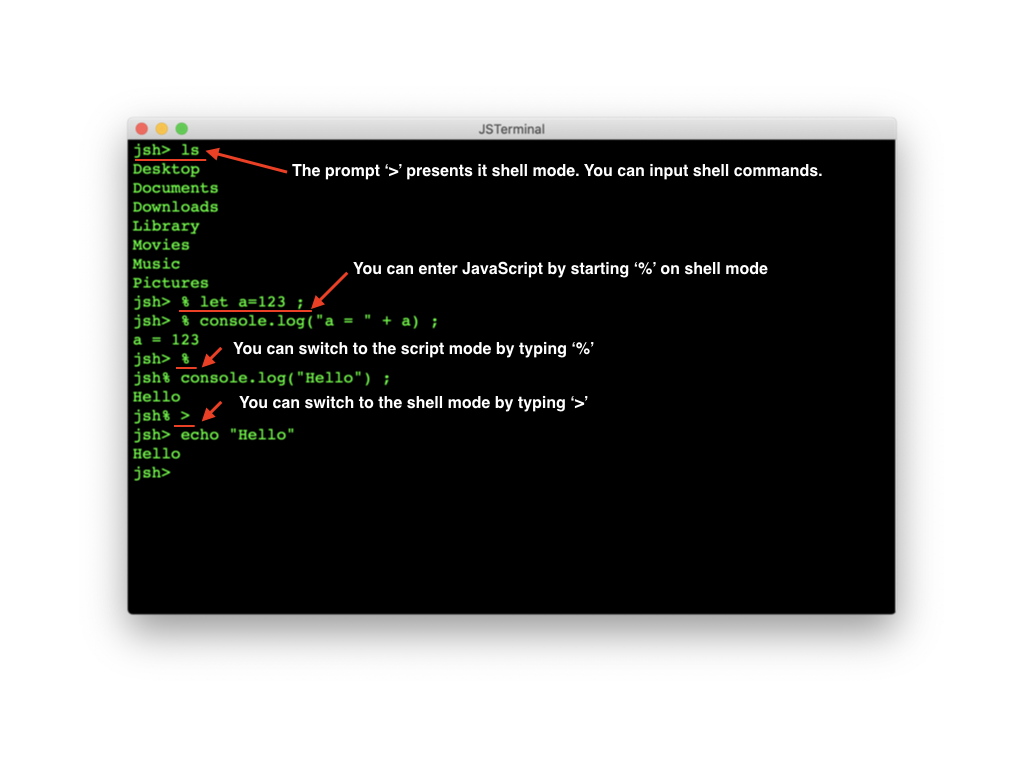 JSTerminal
jsh> ls
The prompt ‘>’ presents it shell mode. You can input shell commands.
Desktop
Documents
Downloads
Library
Movies
Music
You can enter JavaScript by starting ‘%’ on shell mode
Pictures
jsh> % let a=123 ;
jsh> % console.log("a = " + a) ;
a = 123
You can switch to the script mode by typing ‘%’
jsh> %
jsh% console.log("Hello") ;
Hello
You can switch to the shell mode by typing ‘>’
jsh% >
jsh> echo "Hello"
Hello
jsh>